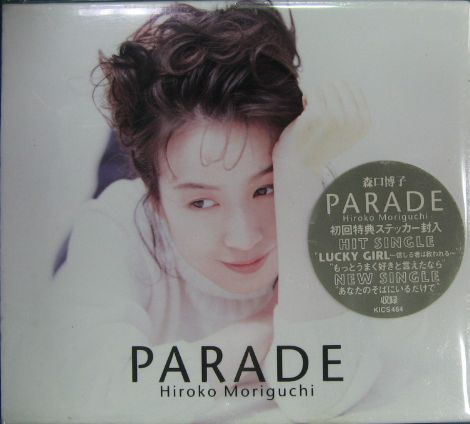 森口博子
PARADE
Hiroko Moriguchi
初回特典ステッカー封入
HIT SINGLE
"LUCKY GIRL〜信じる者は救われる〜
"もっとうまく好きと言えたなら"
NEW SINGLE
"あなたのそばにいるだけで"
収録
KICS464
PARADE
Hiroko Moriguchi